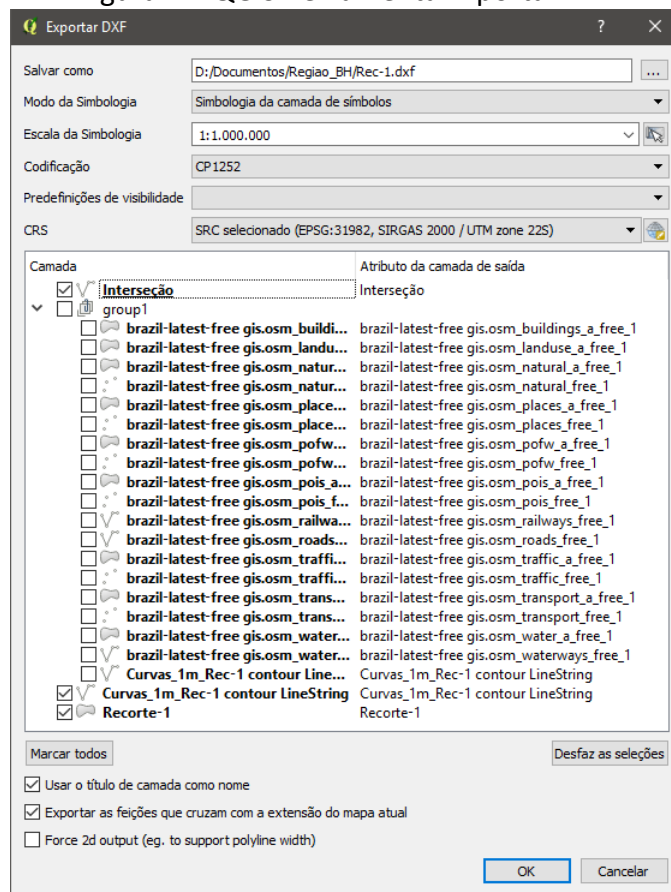 Exportar DXF ?
Salvar como D:/Documentos/Regiao_BH/Rec-1.dxf ...
Modo da Simbologia Simbologia da camada de símbolos
Escala da Simbologia 1:1.000.000
Codificação CP1252
Predefinições de visibilidade
CRS SRC selecionado (EPSG:31982, SIRGAS 2000 / UTM zone 22S)
Camada Atributo da camada de saída
Interseção Interseção
group1
brazil-latest-free gis.osm_buildi... brazil-latest-free gis.osm_buildings_a_free_1
brazil-latest-free gis.osm_landu... brazil-latest-free gis.osm_landuse_a_free_1
brazil-latest-free gis.osm_natur... brazil-latest-free gis.osm_natural_a_free_1
brazil-latest-free gis.osm_natur... brazil-latest-free gis.osm_natural_free_1
brazil-latest-free gis.osm_place... brazil-latest-free gis.osm_places_a_free_1
brazil-latest-free gis.osm_place... brazil-latest-free gis.osm_places_free_1
brazil-latest-free gis.osm_pofw... brazil-latest-free gis.osm_pofw_a_free_1
brazil-latest-free gis.osm_pofw... brazil-latest-free gis.osm_pofw_free_1
brazil-latest-free gis.osm_pois_a... brazil-latest-free gis.osm_pois_a_free_1
brazil-latest-free gis.osm_pois_f... brazil-latest-free gis.osm_pois_free_1
brazil-latest-free gis.osm_railwa... brazil-latest-free gis.osm_railways_free_1
brazil-latest-free gis.osm_roads... brazil-latest-free gis.osm_roads_free_1
brazil-latest-free gis.osm_traffi... brazil-latest-free gis.osm_traffic_a_free_1
brazil-latest-free gis.osm_traffi... brazil-latest-free gis.osm_traffic_free_1
brazil-latest-free gis.osm_trans... brazil-latest-free gis.osm_transport_a_free_1
brazil-latest-free gis.osm_trans... brazil-latest-free gis.osm_transport_free_1
brazil-latest-free gis.osm_water... brazil-latest-free gis.osm_water_a_free_1
brazil-latest-free gis.osm_water... brazil-latest-free gis.osm_waterways_free_1
Curvas_1m_Rec-1 contour Line... Curvas_1m_Rec-1 contour LineString
Curvas_1m_Rec-1 contour LineString Curvas_1m_Rec-1 contour LineString
Recorte-1 Recorte-1
Marcar todos Desfaz as seleções
Usar o título de camada como nome
Exportar as feições que cruzam com a extensão do mapa atual
Force 2d output (eg. to support polyline width)
OK Cancelar